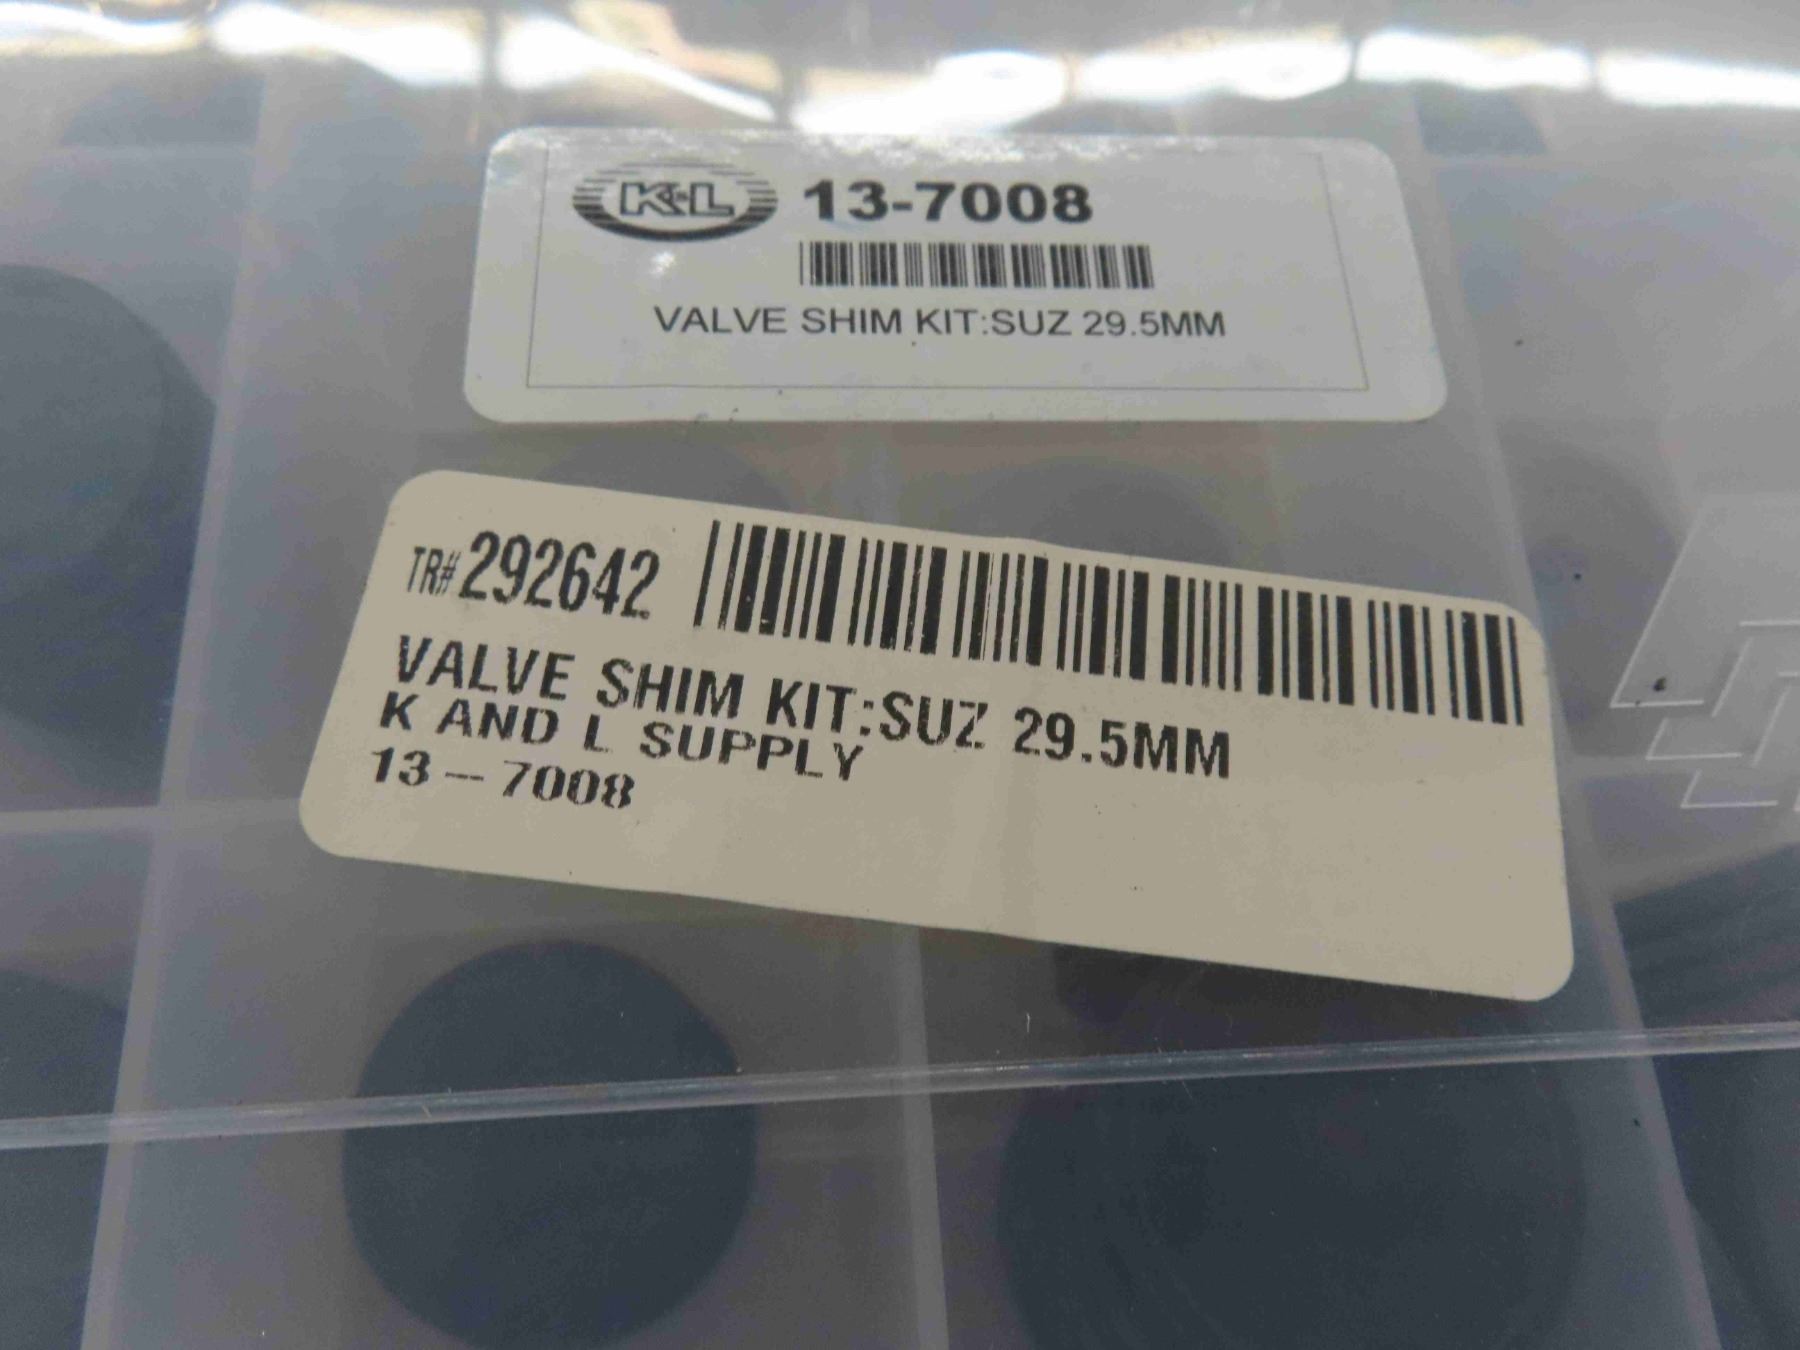 K&L 13-7008
VALVE SHIM KIT:SUZ 29.5MM
TR# 292642
VALVE SHIM KIT:SUZ 29.5MM
K AND L SUPPLY
13-7008